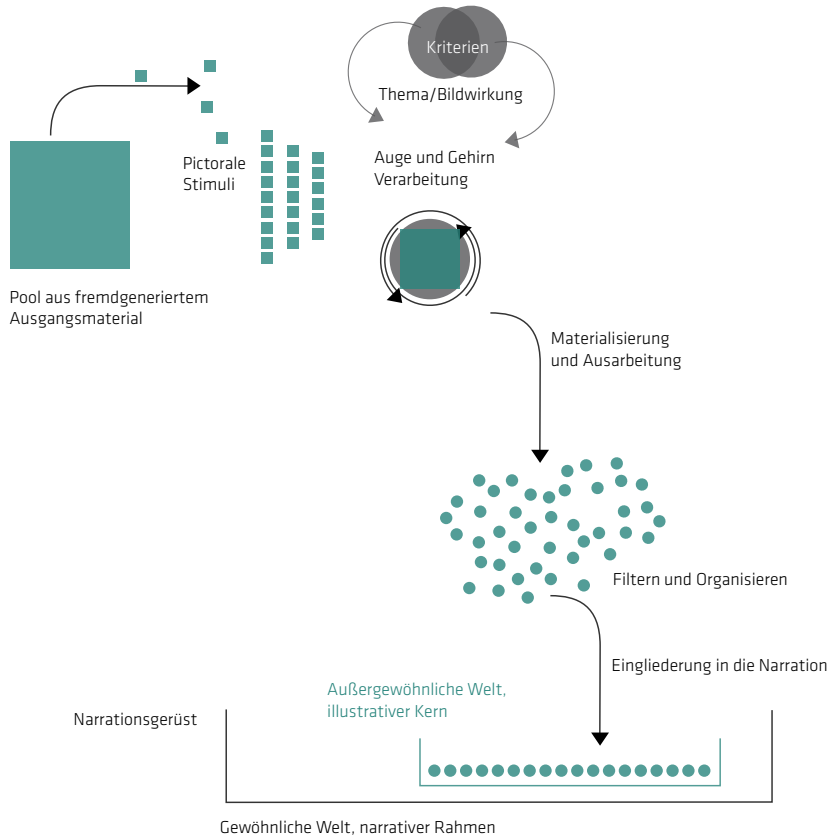 Kriterien
Thema/Bildwirkung
Pictorale
Stimuli
Auge und Gehirn
Verarbeitung
Pool aus fremdgeneriertem
Ausgangsmaterial
Materialisierung
und Ausarbeitung
Filtern und Organisieren
Eingliederung in die Narration
Außergewöhnliche Welt,
illustrativer Kern
Narrationsgerüst
Gewöhnliche Welt, narrativer Rahmen